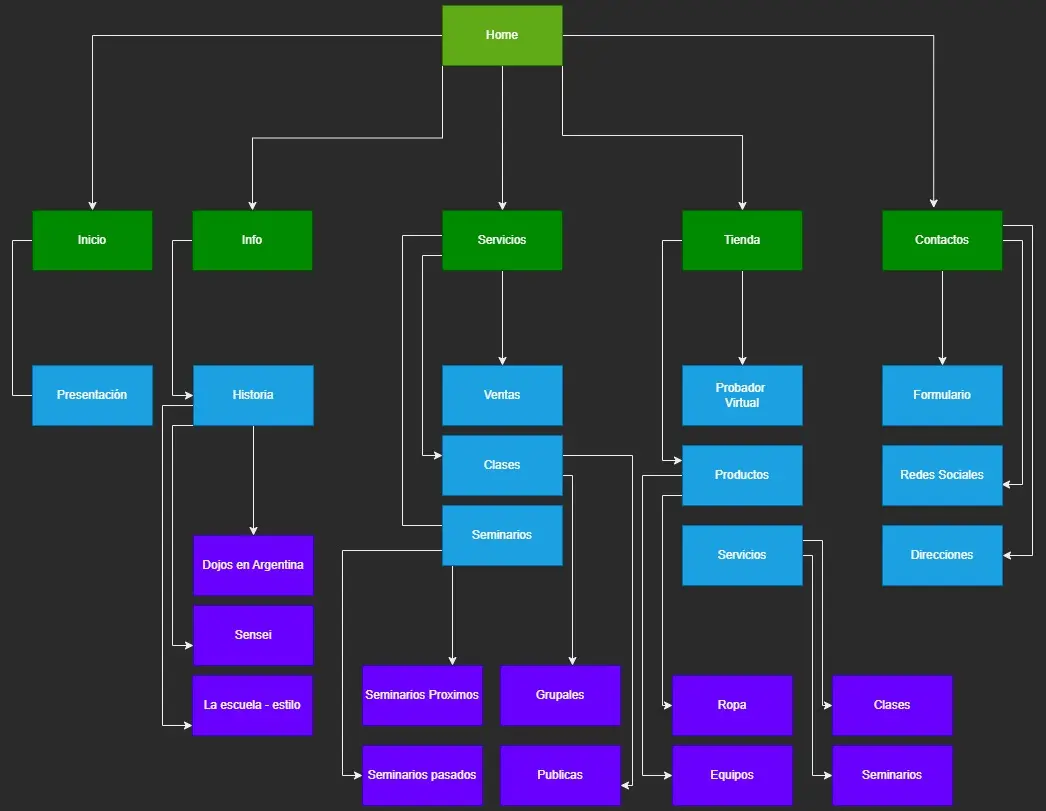 Home
Inicio
Info
Servicios
Tienda
Contactos
Presentación
Historia
Ventas
Probador
Virtual
Formulario
Clases
Productos
Redes Sociales
Seminarios
Servicios
Direcciones
Dojos en Argentina
Sensei
La escuela - estilo
Seminarios Proximos
Grupales
Ropa
Clases
Seminarios pasados
Publicas
Equipos
Seminarios